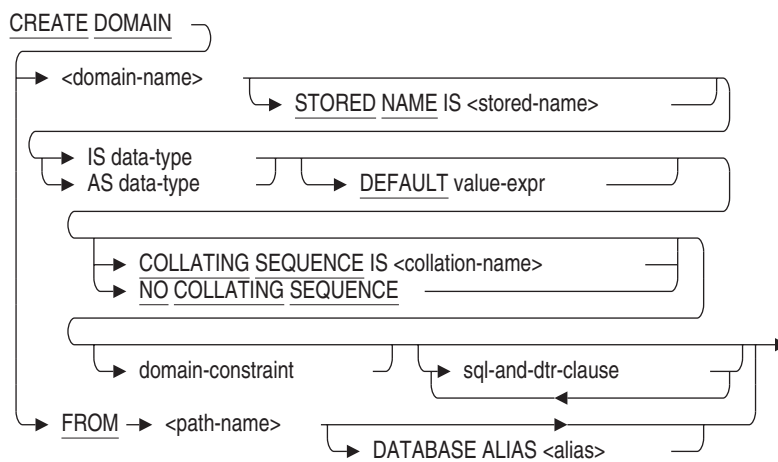 CREATE DOMAIN
<domain-name>
STORED NAME IS <stored-name>
IS data-type
AS data-type
DEFAULT value-expr
COLLATING SEQUENCE IS <collation-name>
NO COLLATING SEQUENCE
domain-constraint
sql-and-dtr-clause
FROM <path-name>
DATABASE ALIAS <alias>